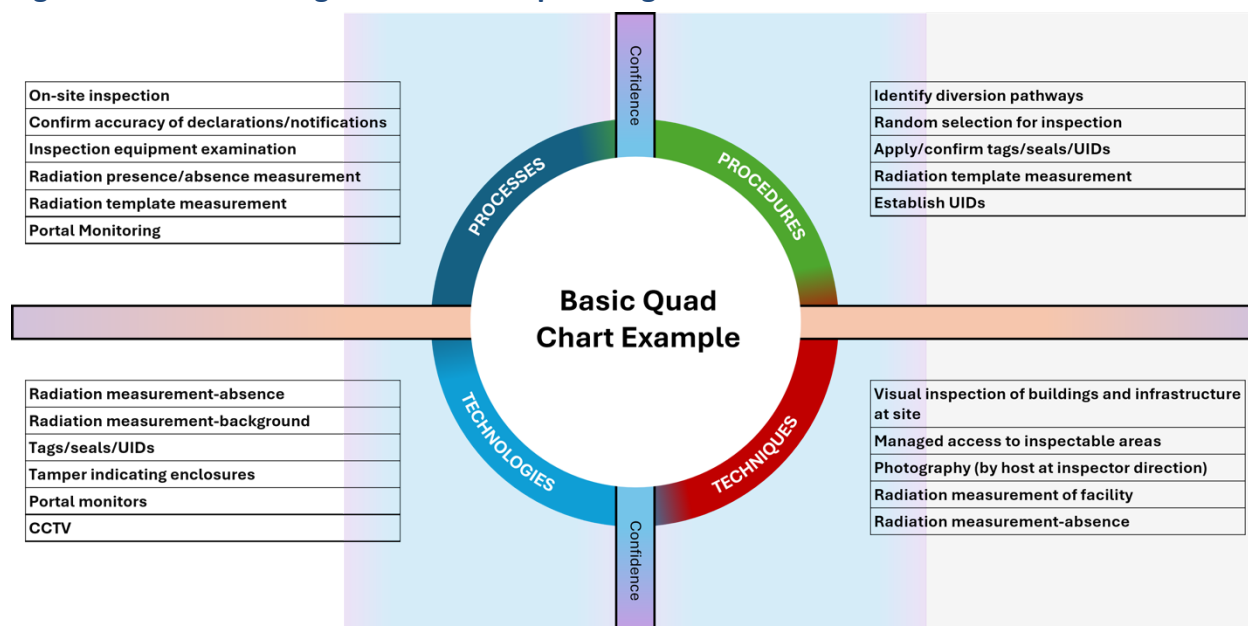 Confidence
On-site inspection
Confirm accuracy of declarations/notifications
Inspection equipment examination
Radiation presence/absence measurement
Radiation template measurement
Portal Monitoring
PROCESSES
PROCEDURES
Identify diversion pathways
Random selection for inspection
Apply/confirm tags/seals/UIDs
Radiation template measurement
Establish UIDs
Basic Quad
Chart Example
Radiation measurement-absence
Radiation measurement-background
Tags/seals/UIDs
Tamper indicating enclosures
Portal monitors
CCTV
TECHNOLOGIES
TECHNIQUES
Visual inspection of buildings and infrastructure
at site
Managed access to inspectable areas
Photography (by host at inspector direction)
Radiation measurement of facility
Radiation measurement-absence
Confidence